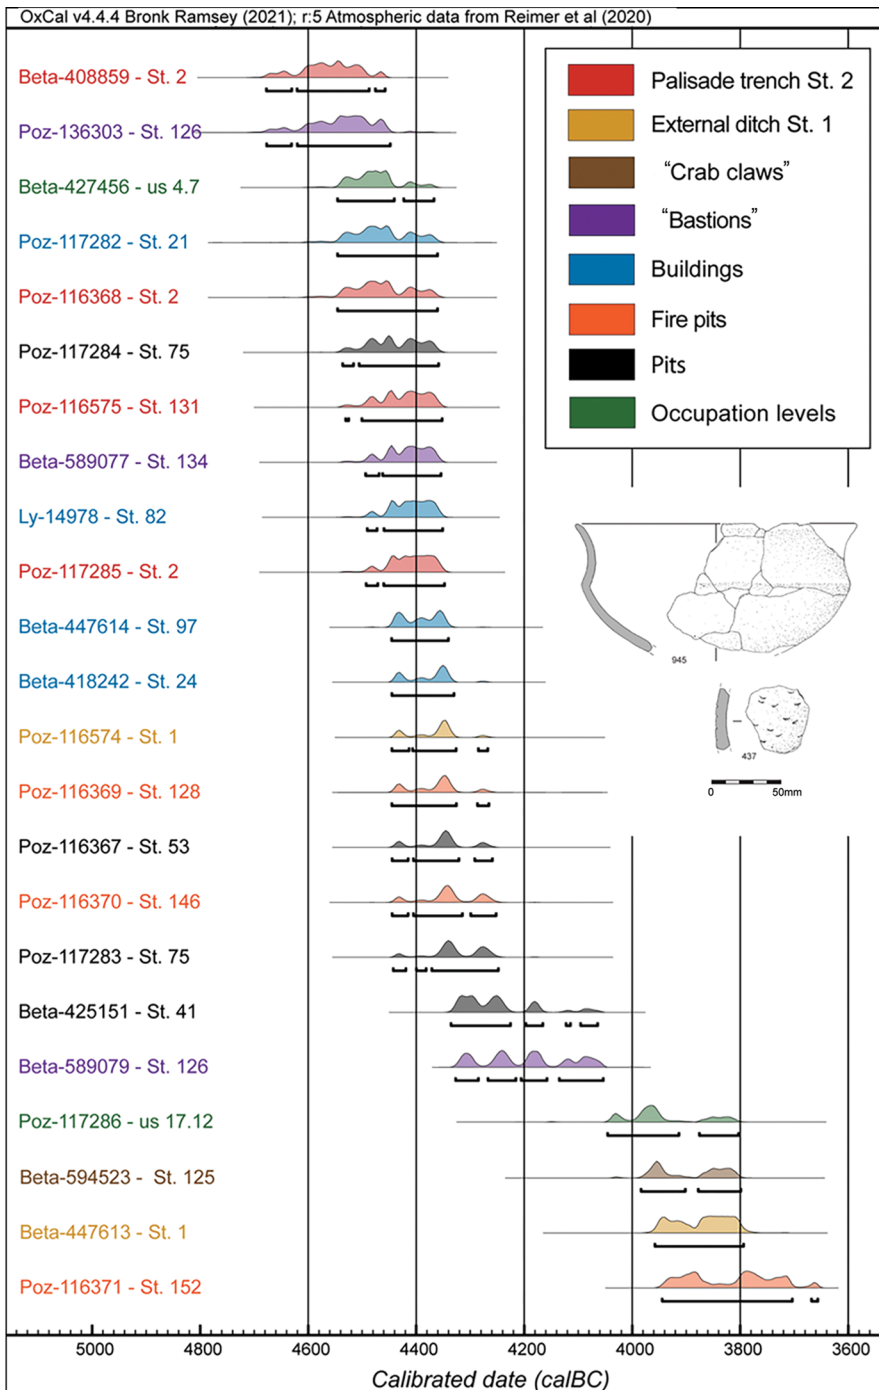 OxCal v4.4.4 Bronk Ramsey (2021); r:5 Atmospheric data from Reimer et al (2020)
Beta-408859 - St. 2
Poz-136303 - St. 126
Beta-427456 - us 4.7
Poz-117282 - St. 21
Poz-116368 - St. 2
Poz-117284 - St. 75
Poz-116575 - St. 131
Beta-589077 - St. 134
Ly-14978 - St. 82
Poz-117285 - St. 2
Beta-447614 - St. 97
Beta-418242 - St. 24
Poz-116574 - St. 1
Poz-116369 - St. 128
Poz-116367 - St. 53
Poz-116370 - St. 146
Poz-117283 - St. 75
Beta-425151 - St. 41
Beta-589079 - St. 126
Poz-117286 - us 17.12
Beta-594523 - St. 125
Beta-447613 - St. 1
Poz-116371 - St. 152
Palisade trench St. 2
External ditch St. 1
“Crab claws”
“Bastions”
Buildings
Fire pits
Pits
Occupation levels
945
437
0 50mm
5000 4800 4600 4400 4200 4000 3800 3600
Calibrated date (calBC)